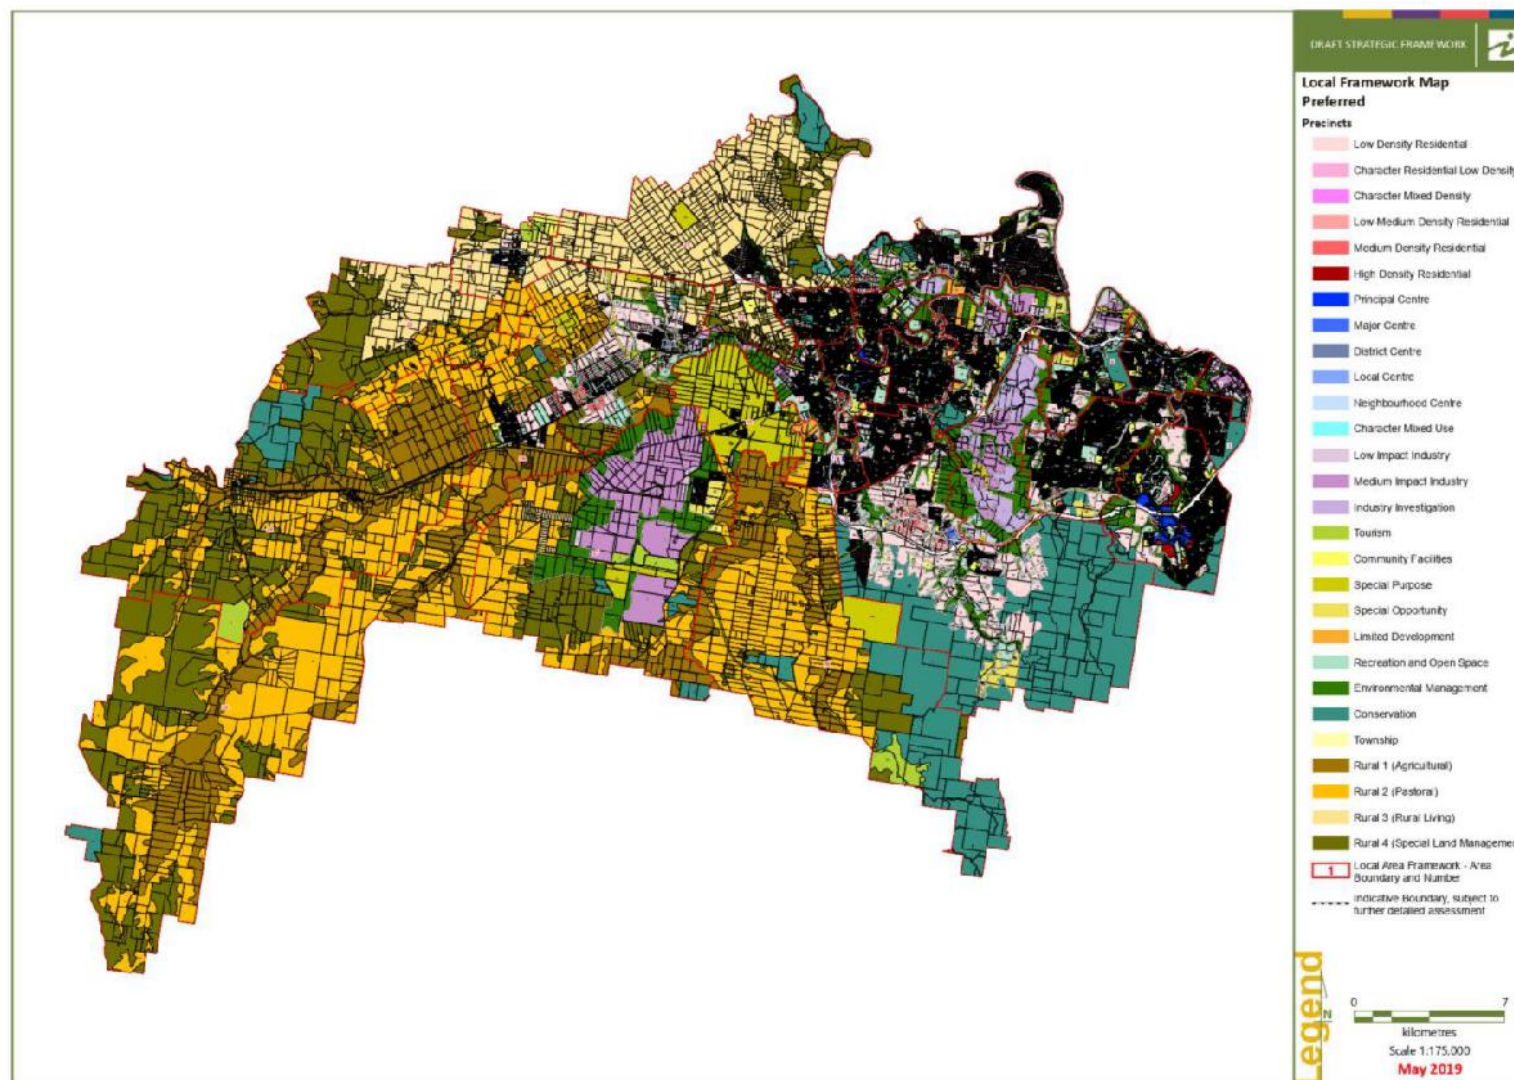 DRAFT STRATEGIC FRAMEWORK
Local Framework Map
Preferred
Precincts
Low Density Residential
Character Residential Low Density
Character Mixed Density
Low-Medium Density Residential
Medium Density Residential
High Density Residential
Principal Centre
Major Centre
District Centre
Local Centre
Neighbourhood Centre
Character Mixed Use
Low Impact Industry
Medium Impact Industry
Industry Investigation
Tourism
Community Facilities
Special Purpose
Special Opportunity
Limited Development
Recreation and Open Space
Environmental Management
Conservation
Township
Rural 1 (Agricultural)
Rural 2 (Pastoral)
Rural 3 (Rural Living)
Rural 4 (Special Land Managemen
1
Local Area Framework - Area
Boundary and Number
Indicative Boundary, subject to
further detailed assessment
Legend
N
0 7
kilometres
Scale 1:175,000
May 2019